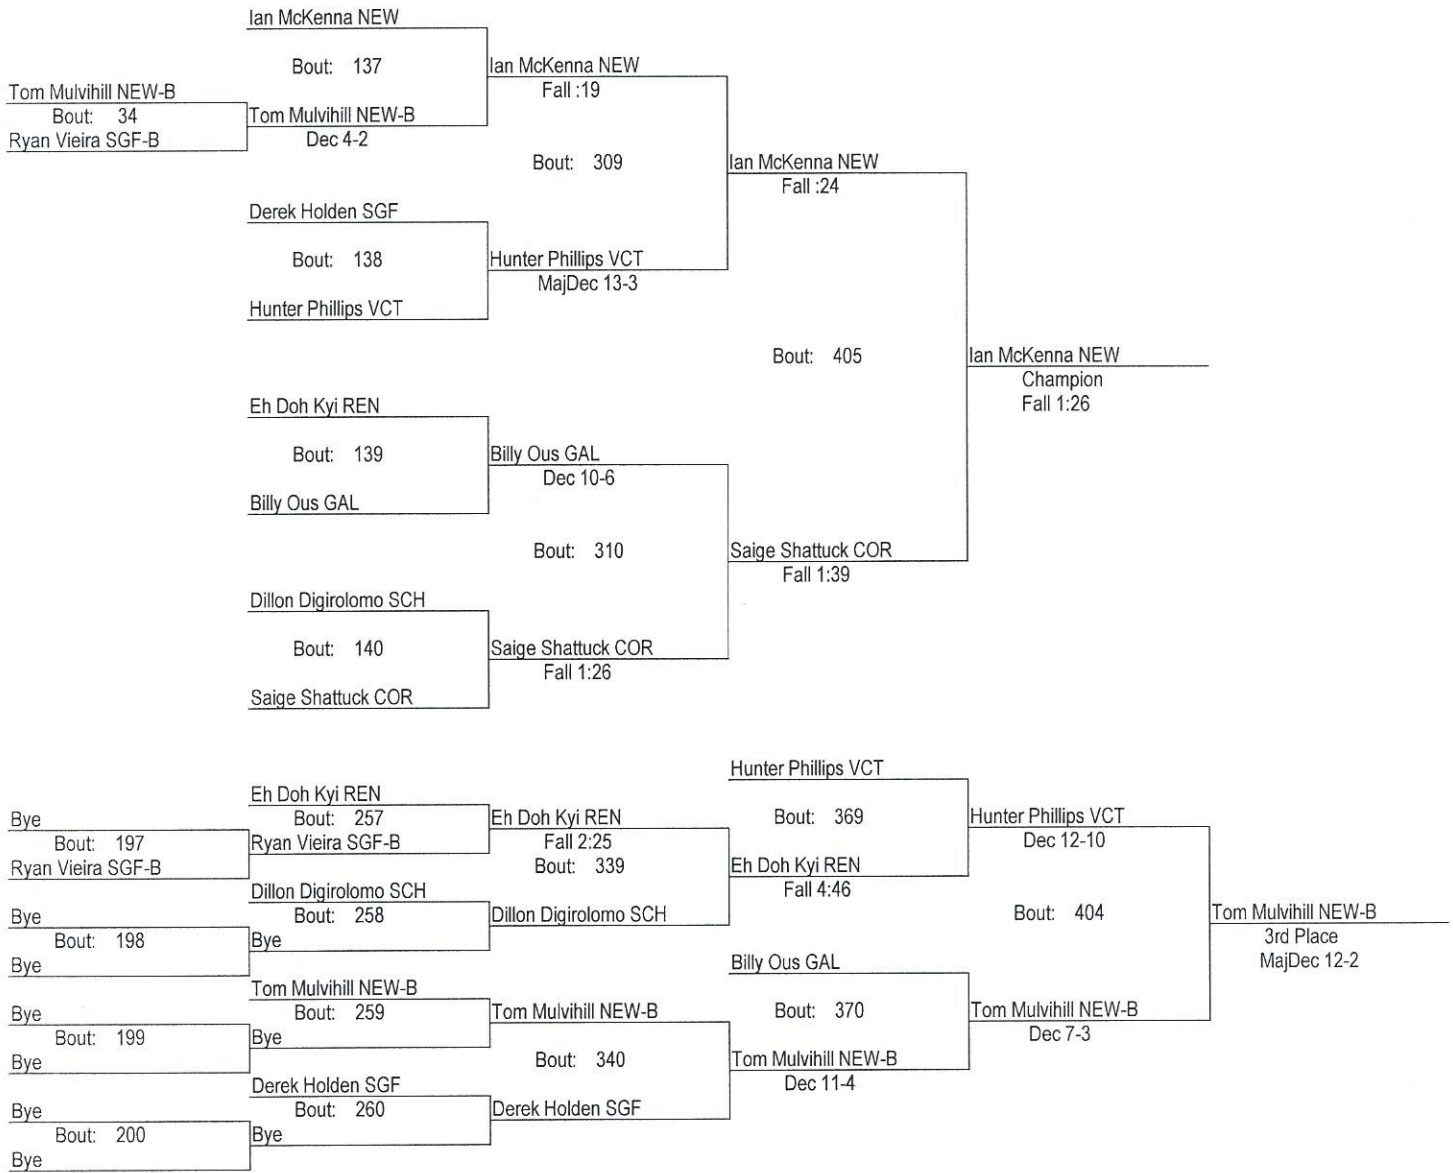 Ian McKenna NEW
Bout: 137
Ian McKenna NEW
Fall :19
Tom Mulvihill NEW-B
Bout: 34
Ryan Vieira SGF-B
Tom Mulvihill NEW-B
Dec 4-2
Bout: 309
Ian McKenna NEW
Fall :24
Derek Holden SGF
Bout: 138
Hunter Phillips VCT
MajDec 13-3
Hunter Phillips VCT
Bout: 405
Ian McKenna NEW
Champion
Fall 1:26
Eh Doh Kyi REN
Bout: 139
Billy Ous GAL
Dec 10-6
Billy Ous GAL
Bout: 310
Saige Shattuck COR
Fall 1:39
Dillon Digirolomo SCH
Bout: 140
Saige Shattuck COR
Fall 1:26
Saige Shattuck COR
Hunter Phillips VCT
Eh Doh Kyi REN
Bye
Bout: 257
Eh Doh Kyi REN
Bout: 369
Hunter Phillips VCT
Bout: 197
Ryan Vieira SGF-B
Fall 2:25
Dec 12-10
Ryan Vieira SGF-B
Bout: 339
Eh Doh Kyi REN
Fall 4:46
Dillon Digirolomo SCH
Bye
Bout: 258
Dillon Digirolomo SCH
Bout: 404
Tom Mulvihill NEW-B
3rd Place
MajDec 12-2
Bout: 198
Bye
Bye
Billy Ous GAL
Tom Mulvihill NEW-B
Bye
Bout: 259
Tom Mulvihill NEW-B
Bout: 370
Tom Mulvihill NEW-B
Dec 7-3
Bout: 199
Bye
Bye
Bout: 340
Tom Mulvihill NEW-B
Dec 11-4
Derek Holden SGF
Bye
Bout: 260
Derek Holden SGF
Bout: 200
Bye
Bye